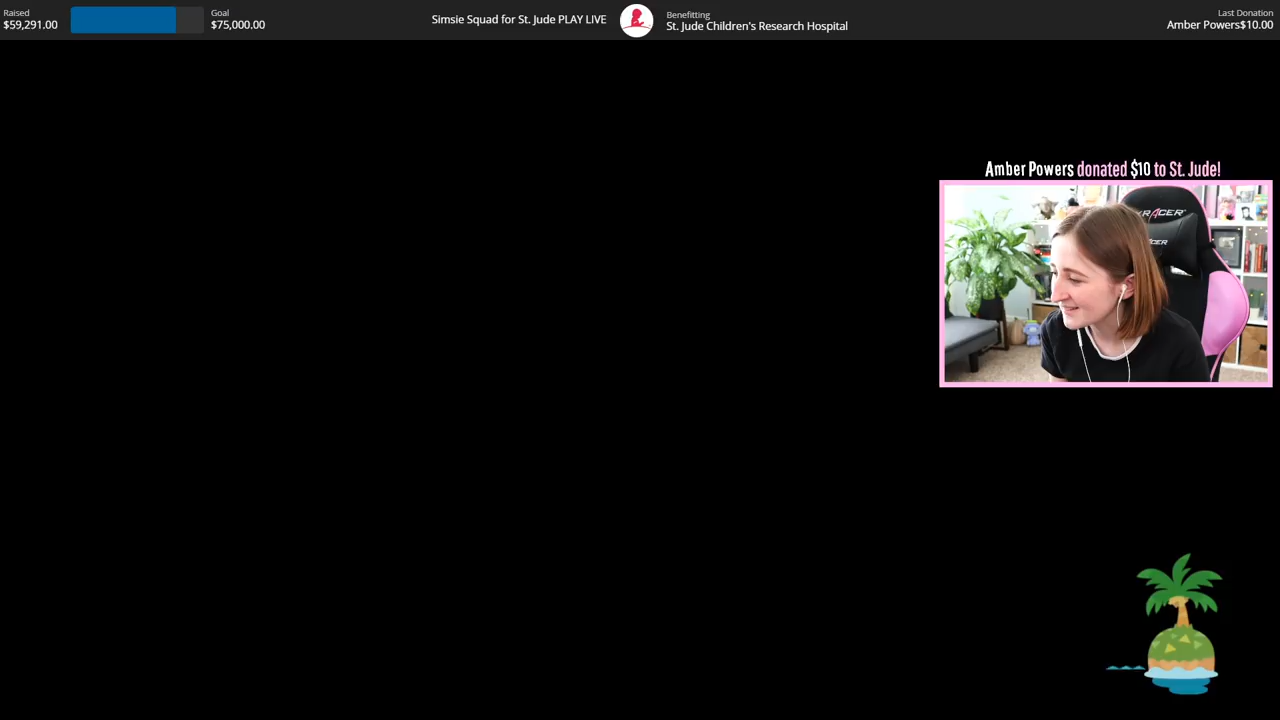 Raised
$59,291.00
Goal
$75,000.00
Simsie Squad for St. Jude PLAY LIVE
Benefitting
St. Jude Children's Research Hospital
Last Donation
Amber Powers$10.00
Amber Powers donated $10 to St. Jude!